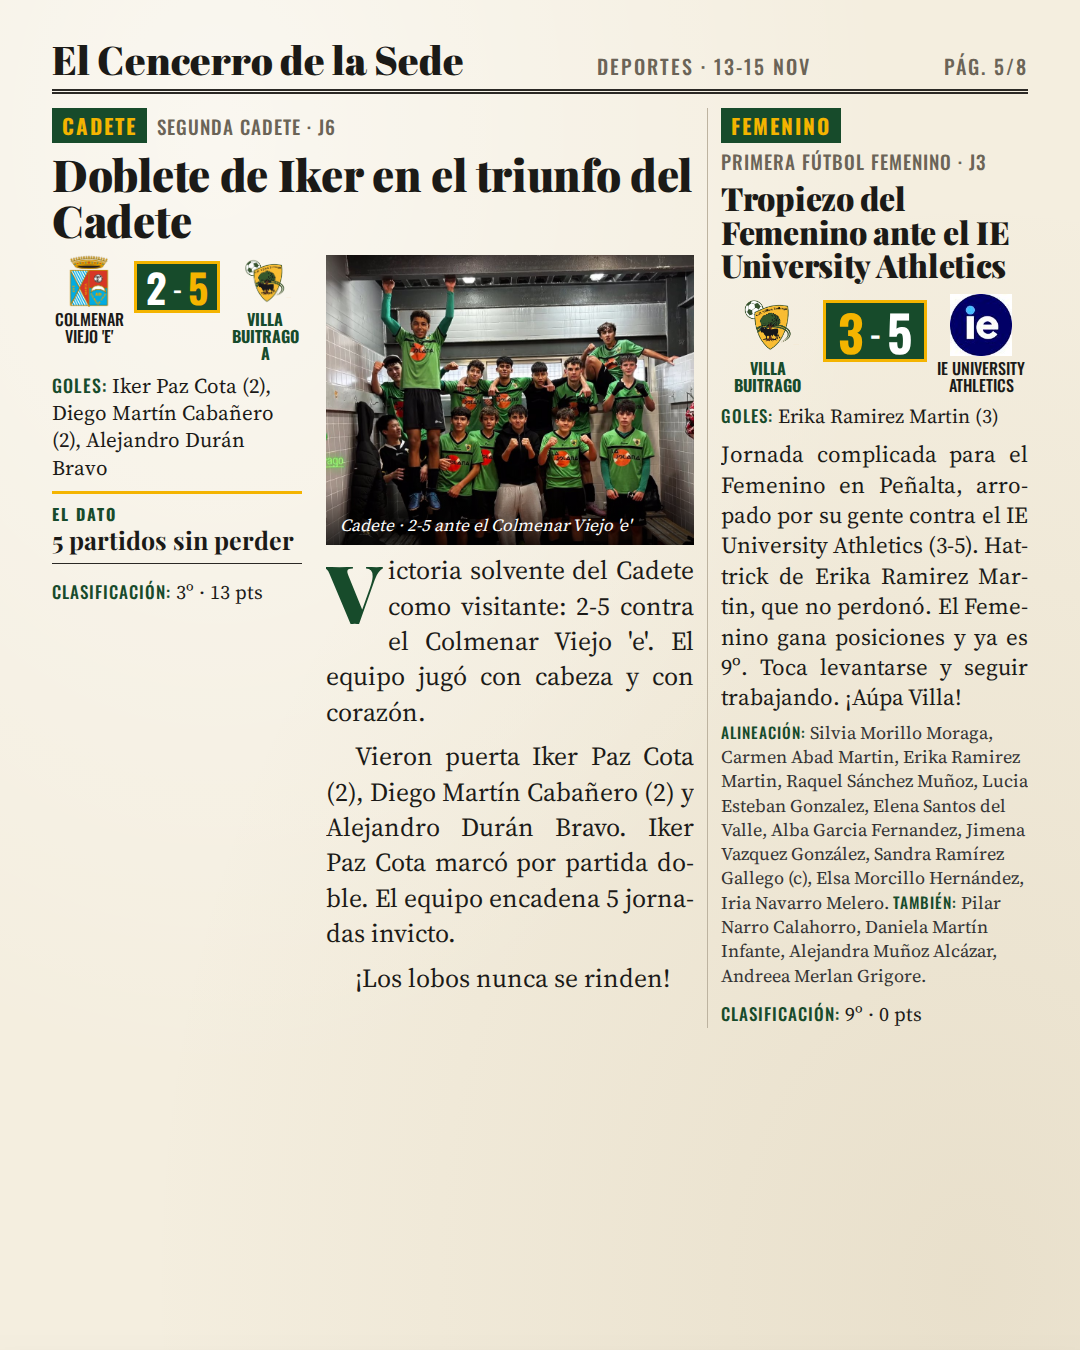 El Cencerro de la Sede
DEPORTES · 13-15 NOV
PÁG. 5/8
CADETE
SEGUNDA CADETE · J6
Doblete de Iker en el triunfo del
Cadete
2 - 5
COLMENAR
VIEJO 'E'
VILLA
BUITRAGO
A
GOLES: Iker Paz Cota (2),
Diego Martín Cabañero
(2), Alejandro Durán
Bravo
EL DATO
5 partidos sin perder
CLASIFICACIÓN: 3º · 13 pts
Cadete · 2-5 ante el Colmenar Viejo 'e'
Victoria solvente del Cadete
como visitante: 2-5 contra
el Colmenar Viejo 'e'. El
equipo jugó con cabeza y con
corazón.
Vieron puerta Iker Paz Cota
(2), Diego Martín Cabañero (2) y
Alejandro Durán Bravo. Iker
Paz Cota marcó por partida do-
ble. El equipo encadena 5 jorna-
das invicto.
¡Los lobos nunca se rinden!
FEMENINO
PRIMERA FÚTBOL FEMENINO · J3
Tropiezo del
Femenino ante el IE
University Athletics
3 - 5
ie
VILLA
BUITRAGO
IE UNIVERSITY
ATHLETICS
GOLES: Erika Ramirez Martin (3)
Jornada complicada para el
Femenino en Peñalta, arro-
pado por su gente contra el IE
University Athletics (3-5). Hat-
trick de Erika Ramirez Mar-
tin, que no perdonó. El Feme-
nino gana posiciones y ya es
9º. Toca levantarse y seguir
trabajando. ¡Aúpa Villa!
ALINEACIÓN: Silvia Morillo Moraga,
Carmen Abad Martin, Erika Ramirez
Martin, Raquel Sánchez Muñoz, Lucia
Esteban Gonzalez, Elena Santos del
Valle, Alba Garcia Fernandez, Jimena
Vazquez González, Sandra Ramírez
Gallego (c), Elsa Morcillo Hernández,
Iria Navarro Melero. TAMBIÉN: Pilar
Narro Calahorro, Daniela Martín
Infante, Alejandra Muñoz Alcázar,
Andreea Merlan Grigore.
CLASIFICACIÓN: 9º · 0 pts